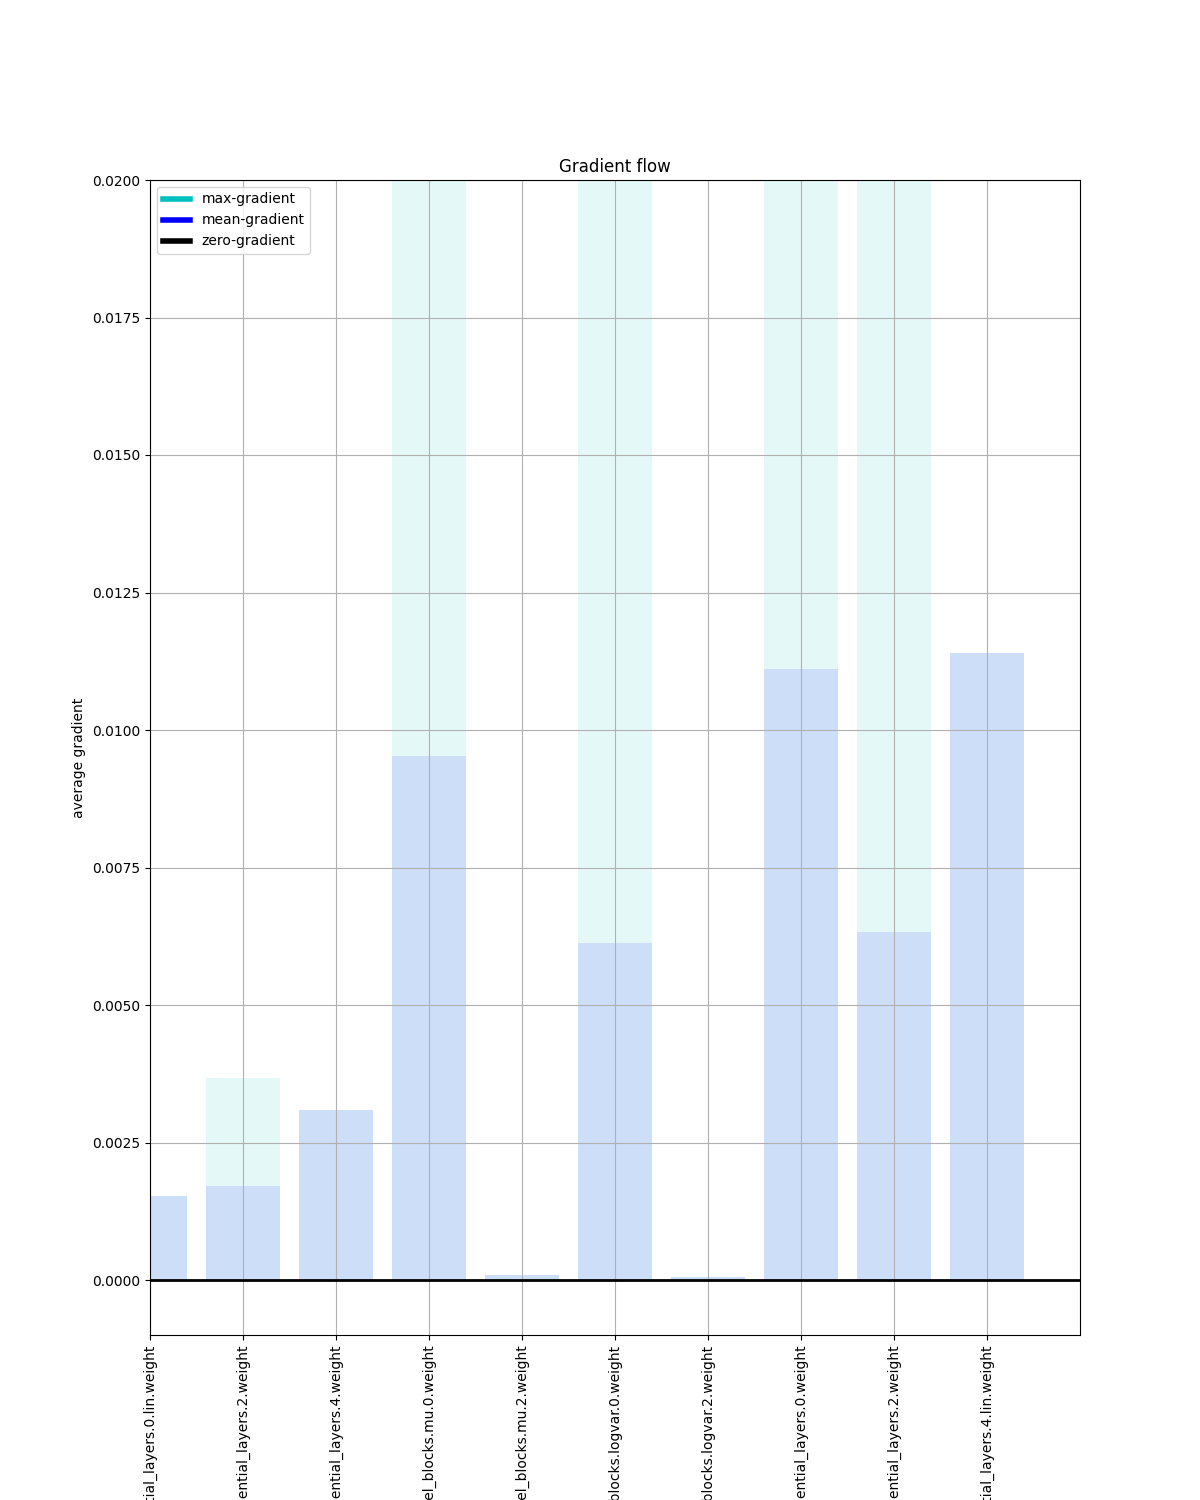 Gradient flow
max-gradient
mean-gradient
zero-gradient
0.0200
0.0175
0.0150
0.0125
0.0100
0.0075
0.0050
0.0025
0.0000
average gradient
tial_layers.0.lin.weight
ential_layers.2.weight
ential_layers.4.weight
el_blocks.mu.0.weight
el_blocks.mu.2.weight
blocks.logvar.0.weight
blocks.logvar.2.weight
ential_layers.0.weight
ential_layers.2.weight
tial_layers.4.lin.weight